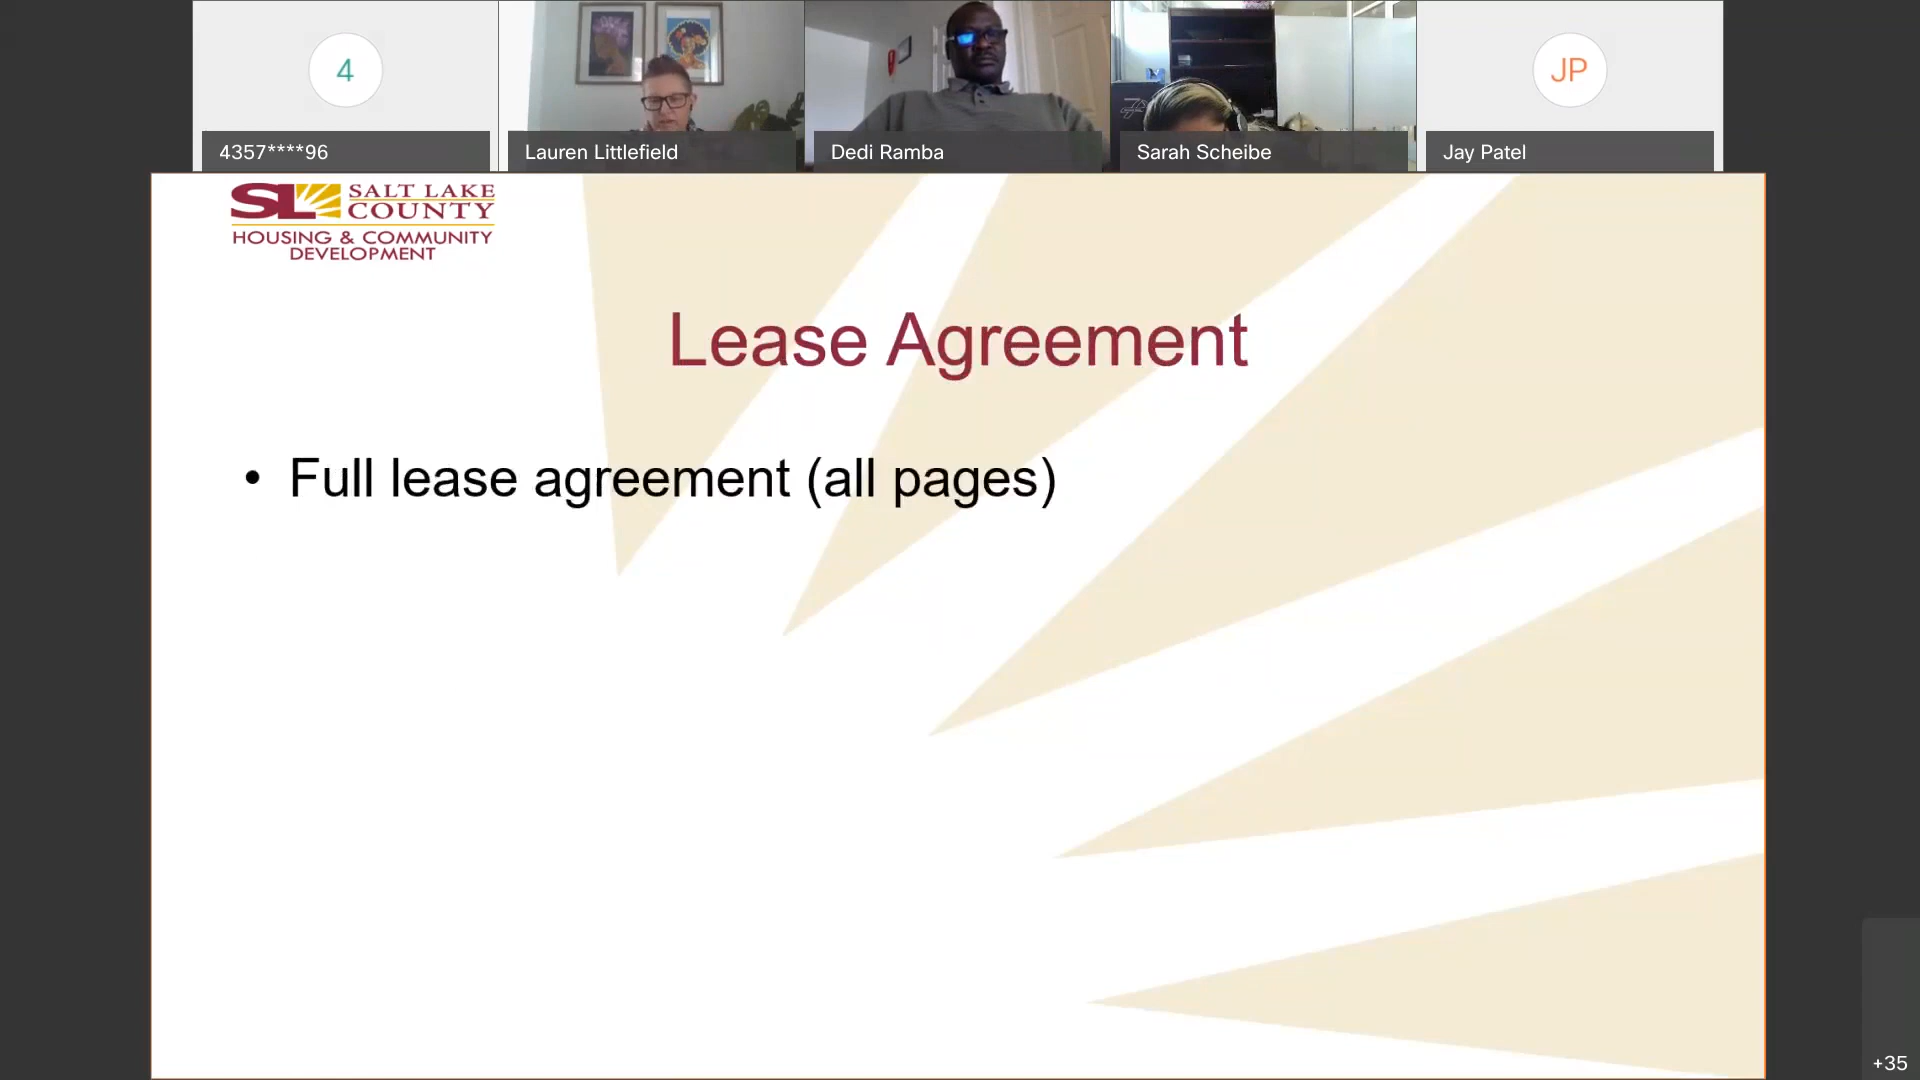 4
JP
4357****96
Lauren Littlefield
Dedi Ramba
Sarah Scheibe
Jay Patel
SL SALT LAKE
COUNTY
HOUSING & COMMUNITY
DEVELOPMENT
Lease Agreement
• Full lease agreement (all pages)
+35